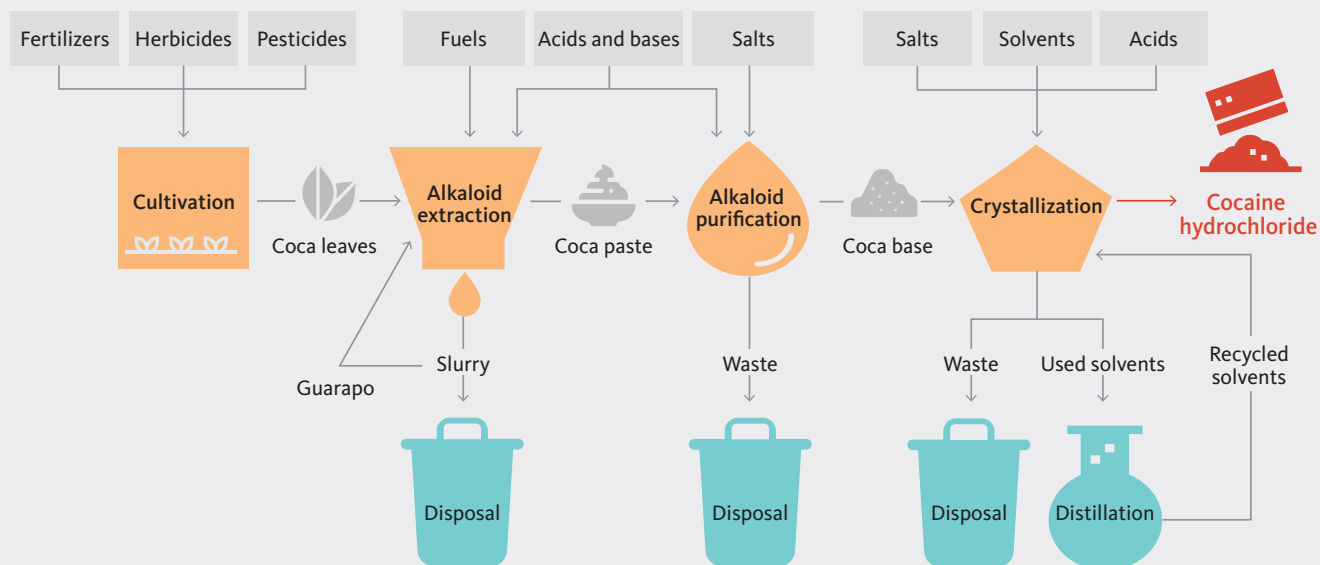 Fertilizers
Herbicides
Pesticides
Fuels
Acids and bases
Salts
Salts
Solvents
Acids
Cultivation
Coca leaves
Alkaloid
extraction
Coca paste
Alkaloid
purification
Coca base
Crystallization
Cocaine
hydrochloride
Guarapo
Slurry
Waste
Waste
Used solvents
Recycled
solvents
Disposal
Disposal
Disposal
Distillation